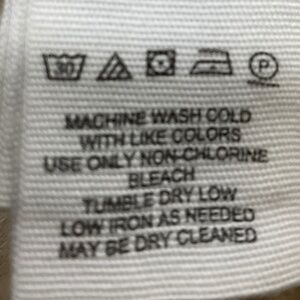 30 P
MACHINE WASH COLD
WITH LIKE COLORS
USE ONLY NON-CHLORINE
BLEACH
TUMBLE DRY LOW
LOW IRON AS NEEDED
MAY BE DRY CLEANED